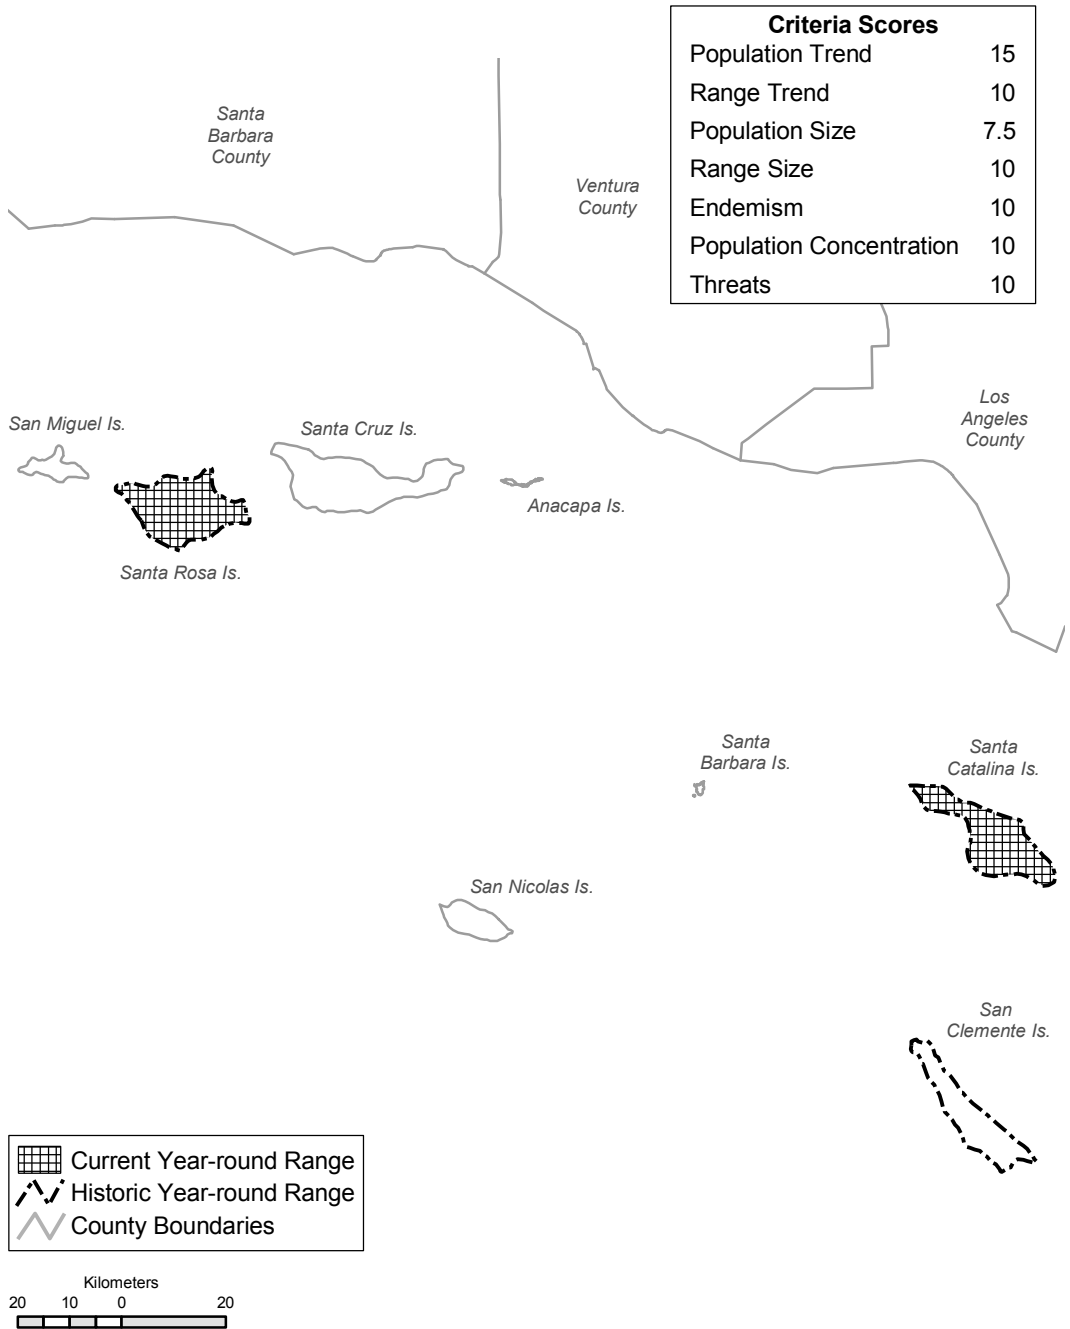 Criteria Scores
Population Trend 15
Range Trend 10
Population Size 7.5
Range Size 10
Endemism 10
Population Concentration 10
Threats 10
Santa
Barbara
County
Ventura
County
Los
Angeles
County
San Miguel Is.
Santa Cruz Is.
Anacapa Is.
Santa Rosa Is.
Santa
Barbara Is.
Santa
Catalina Is.
San Nicolas Is.
San
Clemente Is.
Current Year-round Range
Historic Year-round Range
County Boundaries
Kilometers
20 10 0 20